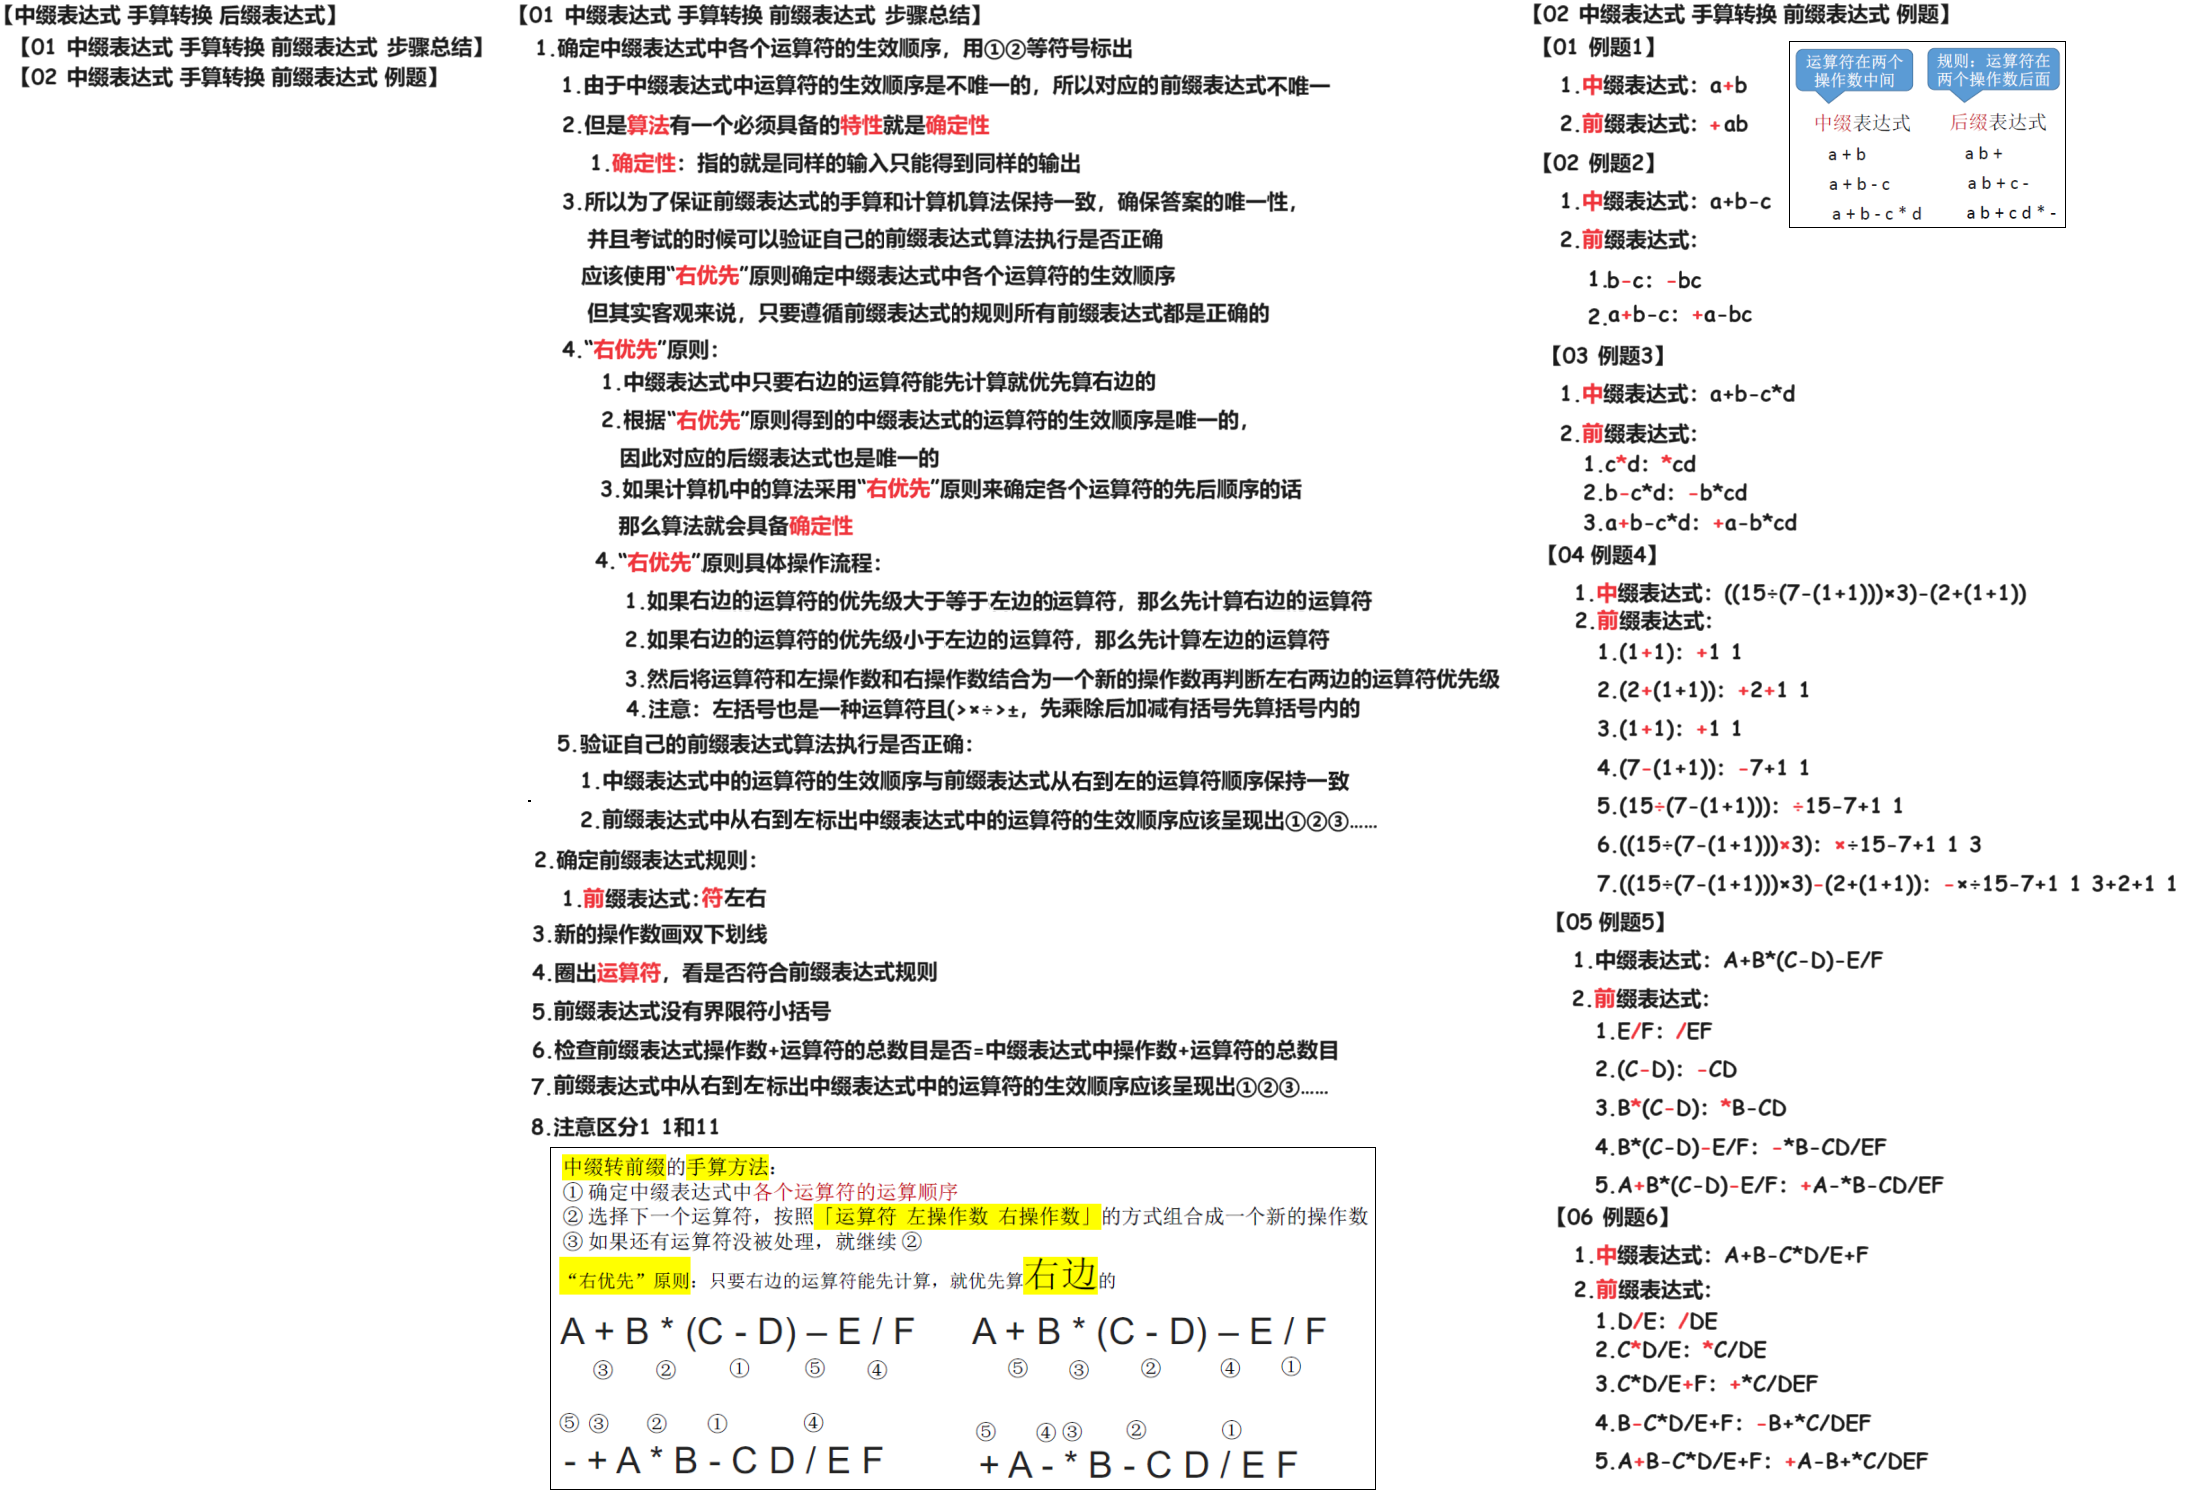 【中缀表达式 手算转换 后缀表达式】
【01 中缀表达式 手算转换 前缀表达式 步骤总结】
【02 中缀表达式 手算转换 前缀表达式 例题】
【01 中缀表达式 手算转换 前缀表达式 步骤总结】
1.确定中缀表达式中各个运算符的生效顺序，用①②等符号标出
1.由于中缀表达式中运算符的生效顺序是不唯一的，所以对应的前缀表达式不唯一
2.但是算法有一个必须具备的特性就是确定性
1.确定性：指的就是同样的输入只能得到同样的输出
3.所以为了保证前缀表达式的手算和计算机算法保持一致，确保答案的唯一性，
并且考试的时候可以验证自己的前缀表达式算法执行是否正确
应该使用“右优先”原则确定中缀表达式中各个运算符的生效顺序
但其实客观来说，只要遵循前缀表达式的规则所有前缀表达式都是正确的
4.“右优先”原则：
1.中缀表达式中只要右边的运算符能先计算就优先算右边的
2.根据“右优先”原则得到的中缀表达式的运算符的生效顺序是唯一的，
因此对应的后缀表达式也是唯一的
3.如果计算机中的算法采用“右优先”原则来确定各个运算符的先后顺序的话
那么算法就会具备确定性
4.“右优先”原则具体操作流程：
1.如果右边的运算符的优先级大于等于左边的运算符，那么先计算右边的运算符
2.如果右边的运算符的优先级小于左边的运算符，那么先计算左边的运算符
3.然后将运算符和左操作数和右操作数结合为一个新的操作数再判断左右两边的运算符优先级
4.注意：左括号也是一种运算符且(>×÷>±，先乘除后加减有括号先算括号内的
5.验证自己的前缀表达式算法执行是否正确：
1.中缀表达式中的运算符的生效顺序与前缀表达式从右到左的运算符顺序保持一致
2.前缀表达式中从右到左标出中缀表达式中的运算符的生效顺序应该呈现出①②③……
2.确定前缀表达式规则：
1.前缀表达式:符左右
3.新的操作数画双下划线
4.圈出运算符，看是否符合前缀表达式规则
5.前缀表达式没有界限符小括号
6.检查前缀表达式操作数+运算符的总数目是否=中缀表达式中操作数+运算符的总数目
7.前缀表达式中从右到左标出中缀表达式中的运算符的生效顺序应该呈现出①②③……
8.注意区分1 1和11
中缀转前缀的手算方法：
① 确定中缀表达式中各个运算符的运算顺序
② 选择下一个运算符，按照「运算符 左操作数 右操作数」的方式组合成一个新的操作数
③ 如果还有运算符没被处理，就继续 ②
“右优先”原则：只要右边的运算符能先计算，就优先算右边的
A + B * (C - D) – E / F
③ ② ① ⑤ ④
⑤ ③ ② ① ④
- + A * B - C D / E F
A + B * (C - D) – E / F
⑤ ③ ② ④ ①
⑤ ④ ③ ② ①
+ A - * B - C D / E F
【02 中缀表达式 手算转换 前缀表达式 例题】
【01 例题1】
1.中缀表达式：a+b
2.前缀表达式：+ab
运算符在两个
操作数中间
规则：运算符在
两个操作数后面
中缀表达式 后缀表达式
a + b a b +
a + b - c a b + c -
a + b - c * d a b + c d * -
【02 例题2】
1.中缀表达式：a+b-c
2.前缀表达式：
1.b-c：-bc
2.a+b-c：+a-bc
【03 例题3】
1.中缀表达式：a+b-c*d
2.前缀表达式：
1.c*d：*cd
2.b-c*d：-b*cd
3.a+b-c*d：+a-b*cd
【04 例题4】
1.中缀表达式：((15÷(7-(1+1)))×3)-(2+(1+1))
2.前缀表达式：
1.(1+1)：+1 1
2.(2+(1+1))：+2+1 1
3.(1+1)：+1 1
4.(7-(1+1))：-7+1 1
5.(15÷(7-(1+1)))：÷15-7+1 1
6.((15÷(7-(1+1)))×3)：×÷15-7+1 1 3
7.((15÷(7-(1+1)))×3)-(2+(1+1))：-×÷15-7+1 1 3+2+1 1
【05 例题5】
1.中缀表达式：A+B*(C-D)-E/F
2.前缀表达式：
1.E/F：/EF
2.(C-D)：-CD
3.B*(C-D)：*B-CD
4.B*(C-D)-E/F：-*B-CD/EF
5.A+B*(C-D)-E/F：+A-*B-CD/EF
【06 例题6】
1.中缀表达式：A+B-C*D/E+F
2.前缀表达式：
1.D/E：/DE
2.C*D/E：*C/DE
3.C*D/E+F：+*C/DEF
4.B-C*D/E+F：-B+*C/DEF
5.A+B-C*D/E+F：+A-B+*C/DEF